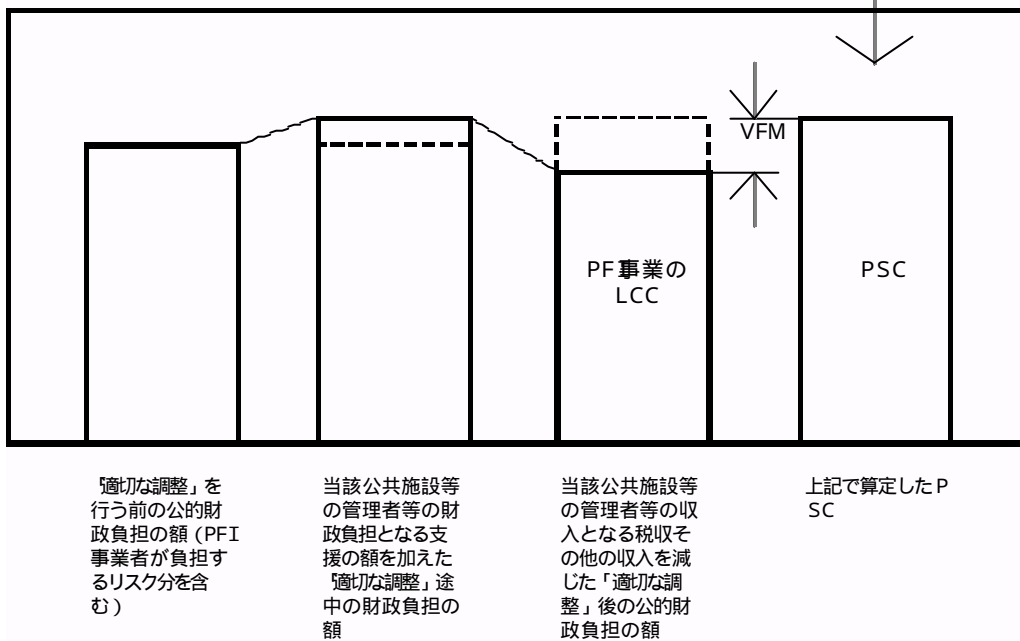 VFM
PF事業の
LCC
PSC
「適切な調整」を
行う前の公的財
政負担の額(PFI
事業者が負担す
るリスク分を含
む)
当該公共施設等
の管理者等の財
政負担となる支
援の額を加えた
「適切な調整」途
中の財政負担の
額
当該公共施設等
の管理者等の収
入となる税収そ
の他の収入を減
じた「適切な調
整」後の公的財
政負担の額
上記で算定したP
SC